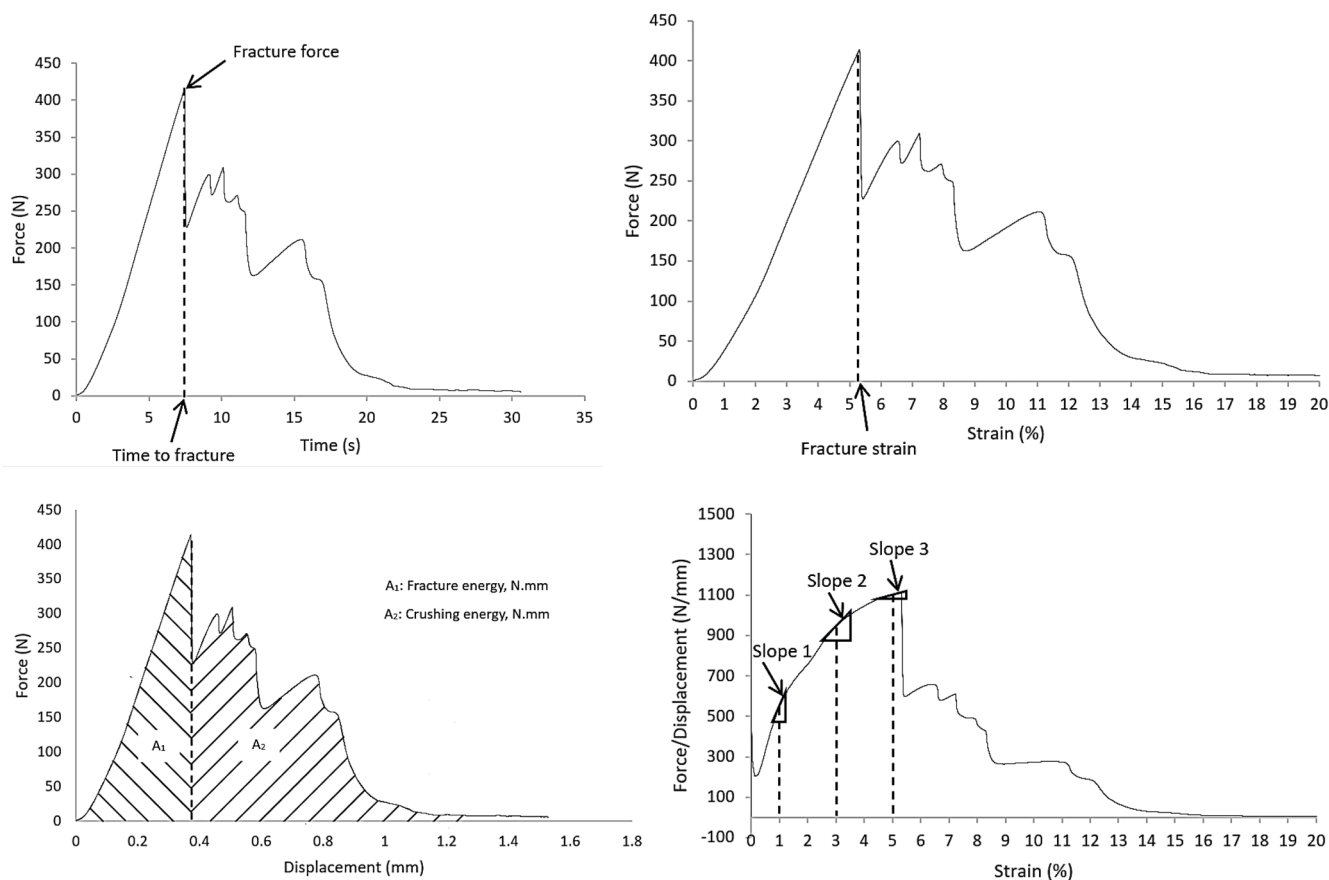 Fracture force
450
400
350
300
250
200
150
100
50
0
Force (N)
0 5 10 15 20 25 30 35
Time (s)
Time to fracture
450
400
350
300
250
200
150
100
50
0
Force (N)
0 1 2 3 4 5 6 7 8 9 10 11 12 13 14 15 16 17 18 19 20
Strain (%)
Fracture strain
450
400
350
300
250
200
150
100
50
0
Force (N)
A₁: Fracture energy, N.mm
A₂: Crushing energy, N.mm
A₁ A₂
0 0.2 0.4 0.6 0.8 1 1.2 1.4 1.6 1.8
Displacement (mm)
1500
1300
1100
900
700
500
300
100
-100
Force/Displacement (N/mm)
Slope 3
Slope 2
Slope 1
0 1 2 3 4 5 6 7 8 9 10 11 12 13 14 15 16 17 18 19 20
Strain (%)